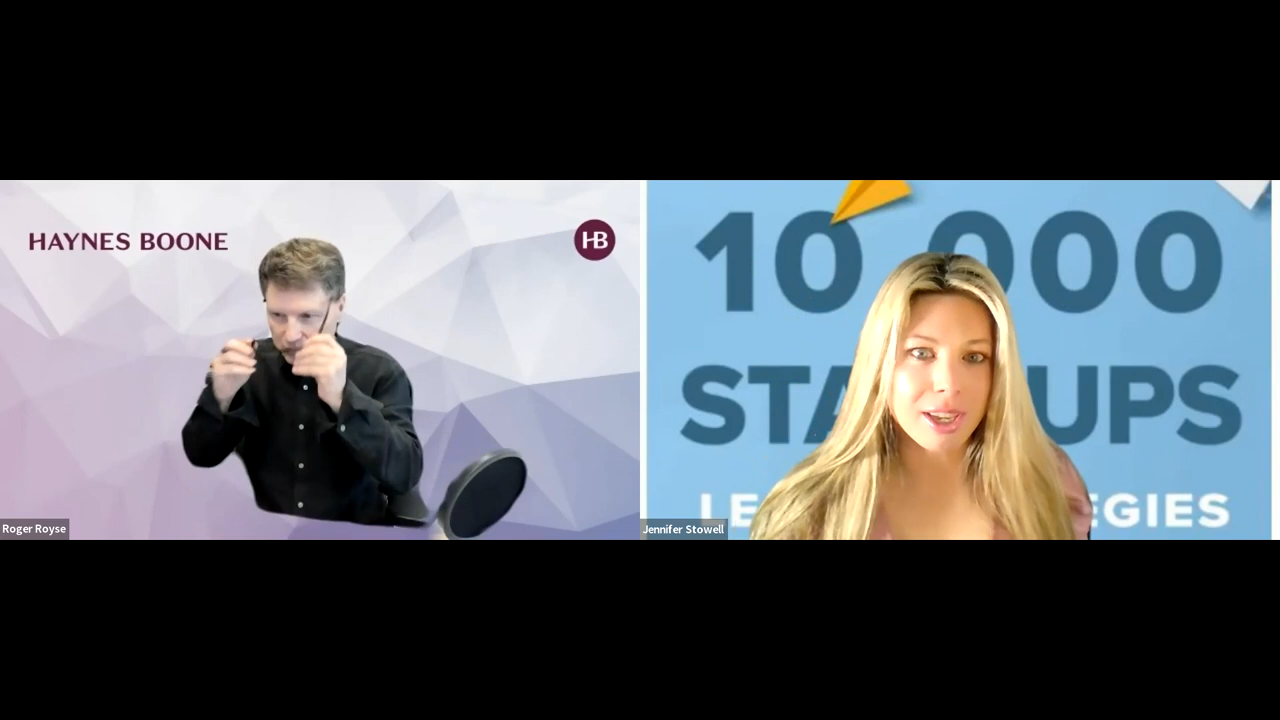 HAYNES BOONE
HB
Roger Royse
10 000
STA UPS
LE EGIES
Jennifer Stowell